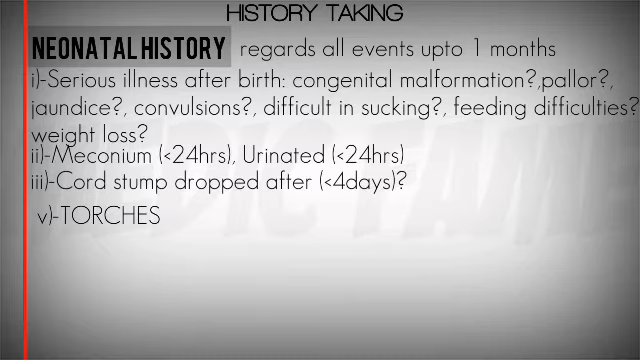 HISTORY TAKING
NEONATAL HISTORY regards all events upto 1 months
i)-Serious illness after birth: congenital malformation?,pallor?,
jaundice?, convulsions?, difficult in sucking?, feeding difficulties?
weight loss?
ii)-Meconium (<24hrs), Urinated (<24hrs)
iii)-Cord stump dropped after (<4days)?
v)-TORCHES